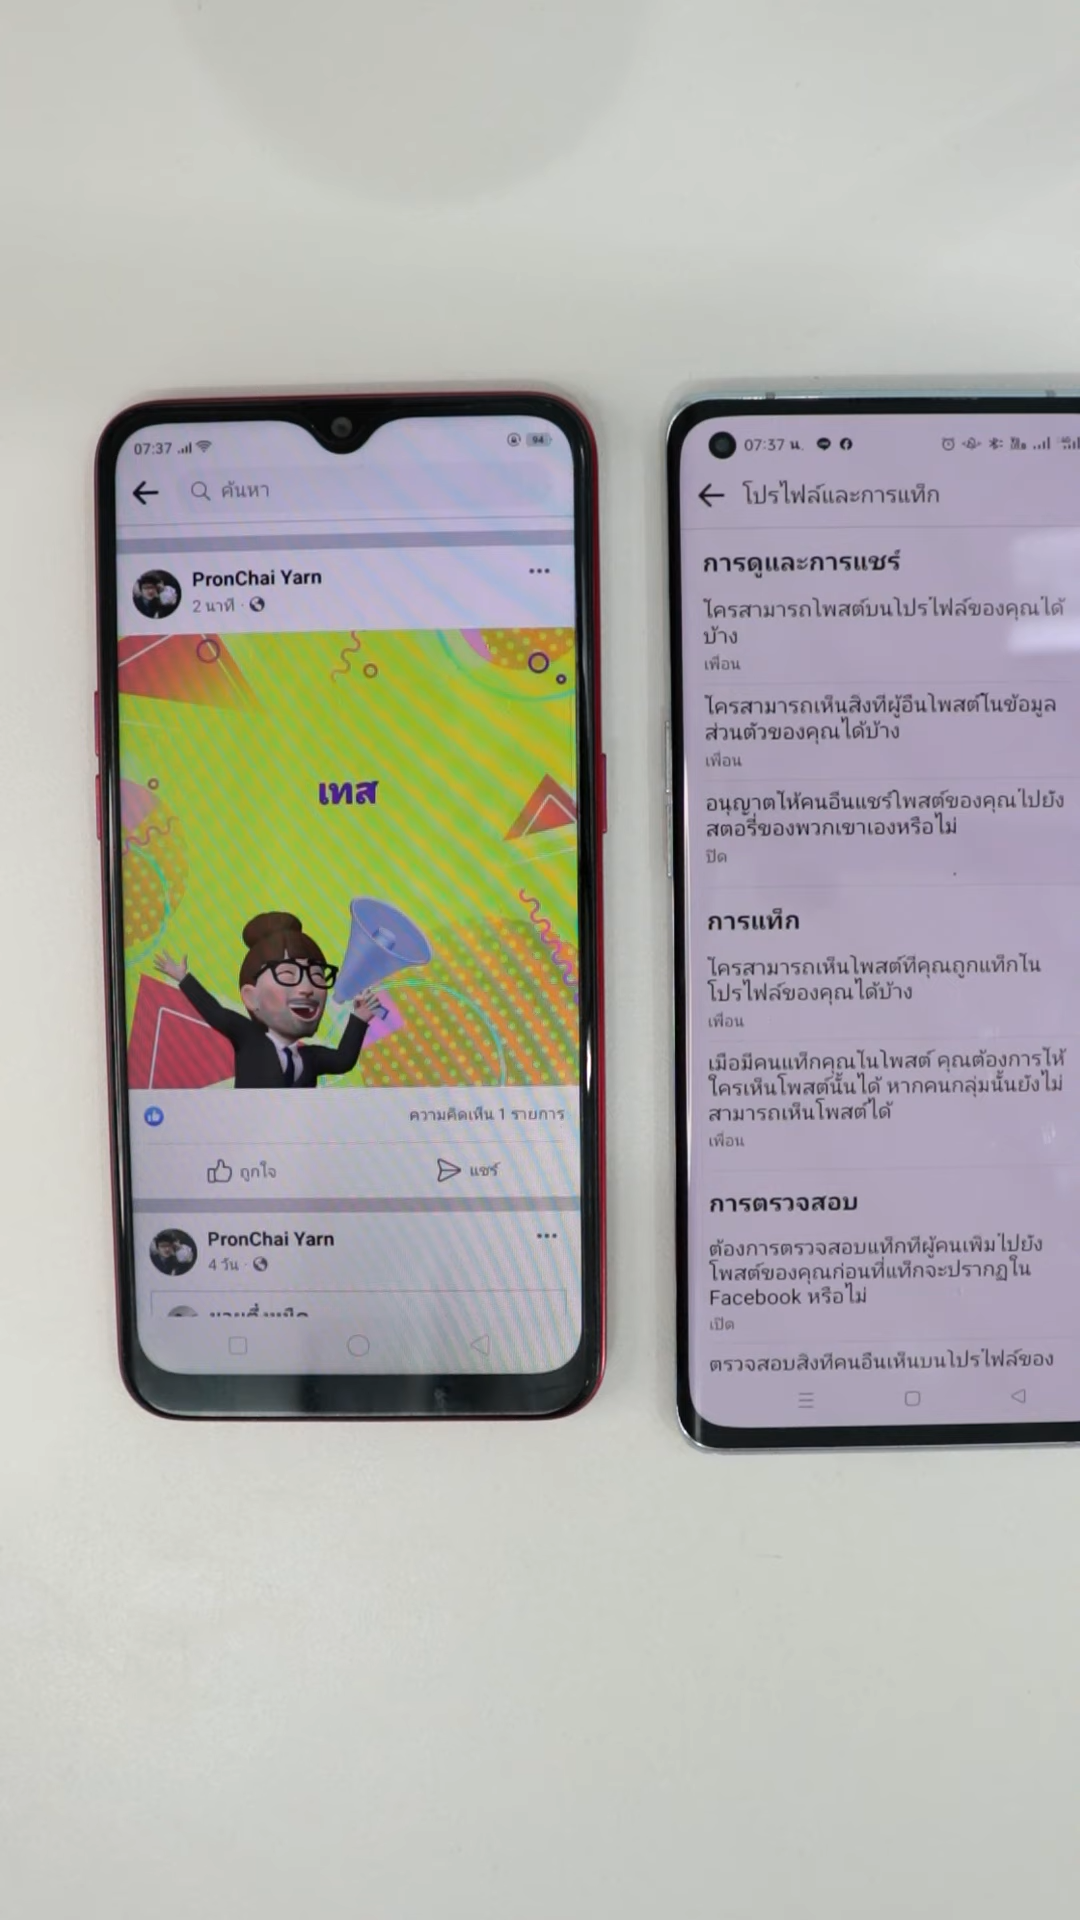 07:37
94
ค้นหา
PronChai Yarn
2 นาที ·
เทส
ความคิดเห็น 1 รายการ
ถูกใจ
แชร์
PronChai Yarn
4 วัน ·
07:37 น.
โปรไฟล์และการแท็ก
การดูและการแชร์
ใครสามารถโพสต์บนโปรไฟล์ของคุณได้
บ้าง
เพื่อน
ใครสามารถเห็นสิ่งที่ผู้อื่นโพสต์ในข้อมูล
ส่วนตัวของคุณได้บ้าง
เพื่อน
อนุญาตให้คนอื่นแชร์โพสต์ของคุณไปยัง
สตอรี่ของพวกเขาเองหรือไม่
ปิด
การแท็ก
ใครสามารถเห็นโพสต์ที่คุณถูกแท็กใน
โปรไฟล์ของคุณได้บ้าง
เพื่อน
เมื่อมีคนแท็กคุณในโพสต์ คุณต้องการให้
ใครเห็นโพสต์นั้นได้ หากคนกลุ่มนั้นยังไม่
สามารถเห็นโพสต์ได้
เพื่อน
การตรวจสอบ
ต้องการตรวจสอบแท็กที่ผู้คนเพิ่มไปยัง
โพสต์ของคุณก่อนที่แท็กจะปรากฏใน
Facebook หรือไม่
เปิด
ตรวจสอบสิ่งที่คนอื่นเห็นบนโปรไฟล์ของ